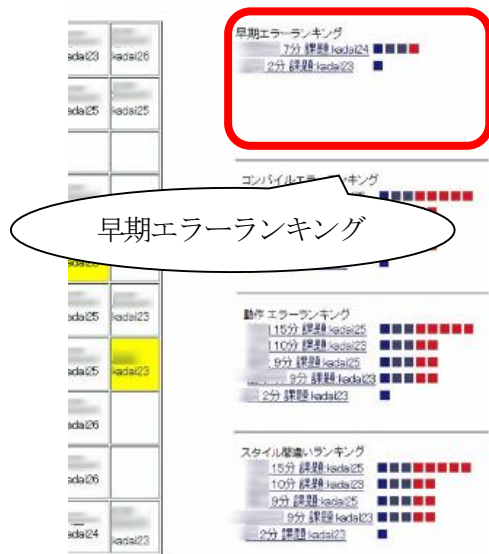 kadai23 kadai26
kadai25 kadai25
kadai25 kadai23
kadai25 kadai23
kadai26
kadai26
kadai24 kadai23
早期エラーランキング
7分 課題:kadai24
2分 課題:kadai23
コンパイルエラーランキング
早期エラーランキング
動作 エラーランキング
15分 課題:kadai25
10分 課題:kadai23
9分 課題:kadai25
9分 課題:kadai23
2分 課題:kadai23
スタイル間違いランキング
15分 課題:kadai25
10分 課題:kadai23
9分 課題:kadai25
9分 課題:kadai23
2分 課題:kadai23